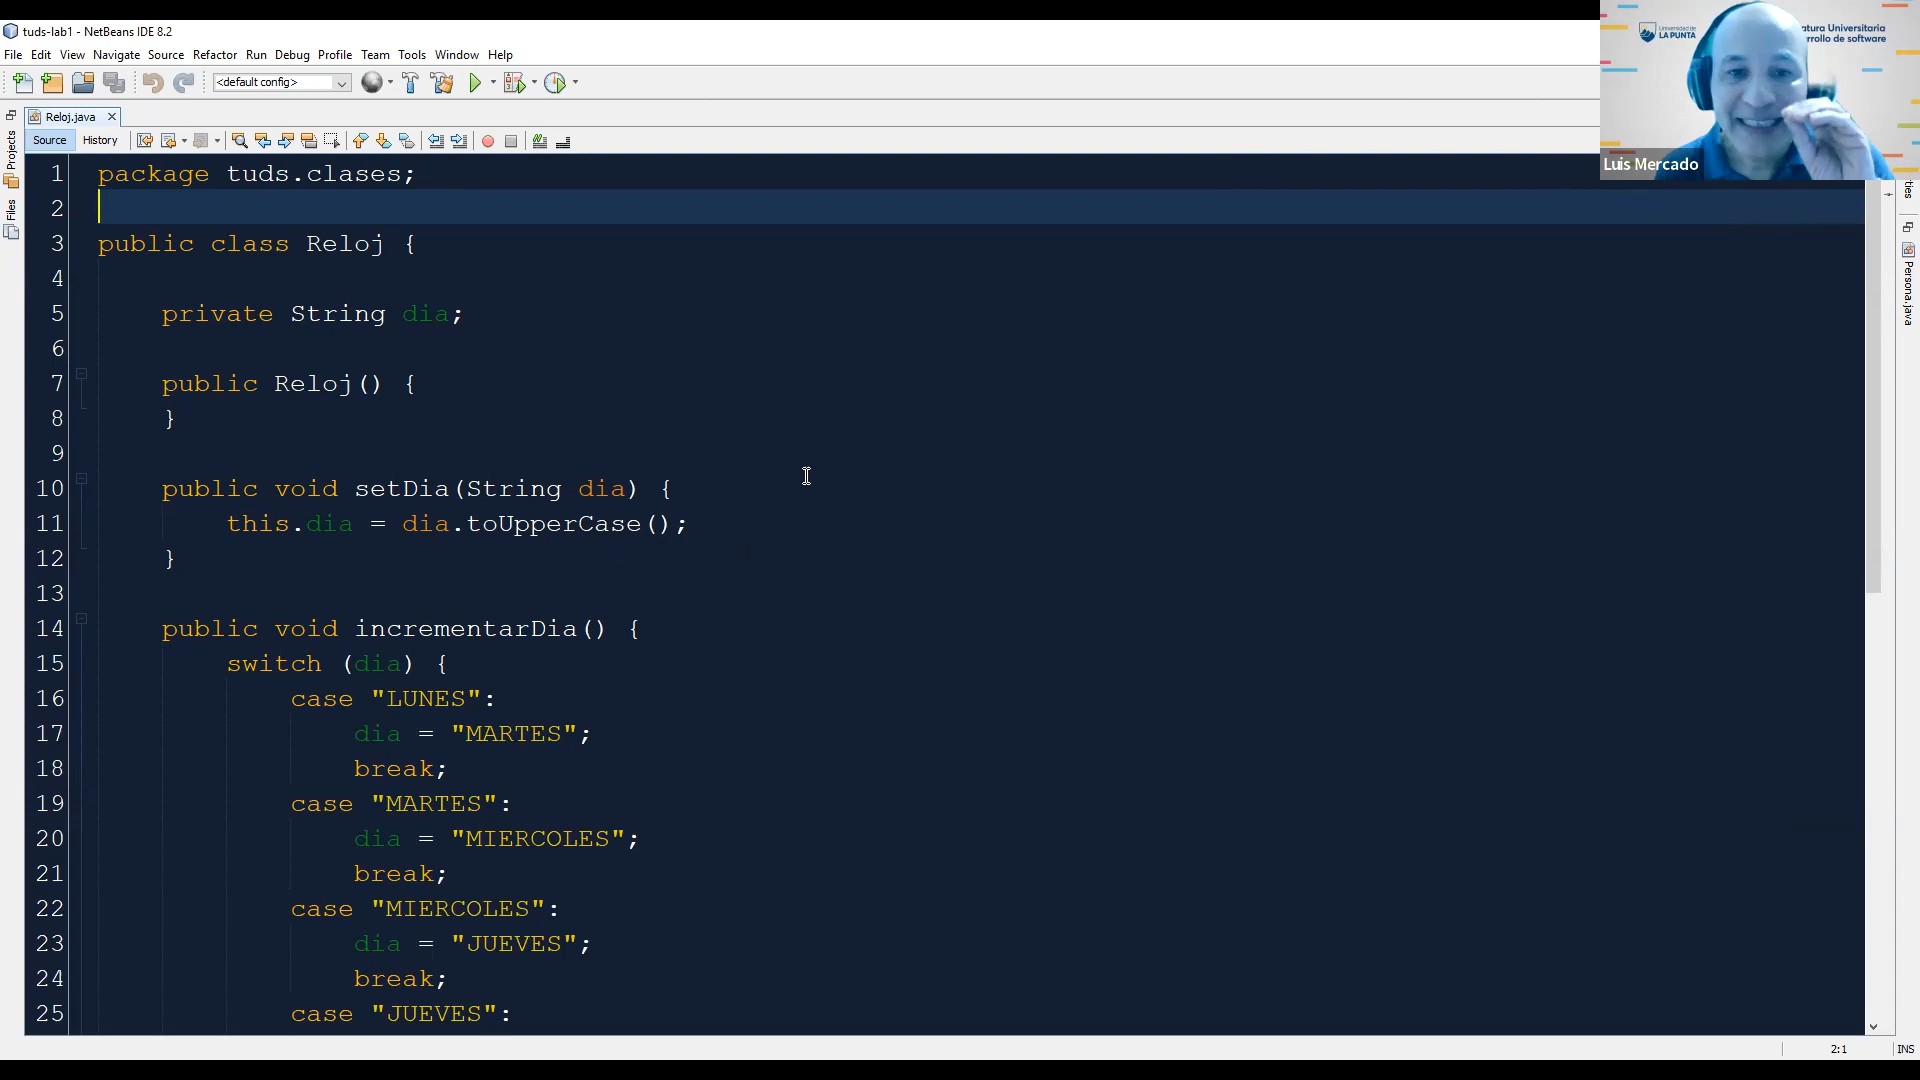 tuds-lab1 - NetBeans IDE 8.2
File Edit View Navigate Source Refactor Run Debug Profile Team Tools Window Help
<default config>
Universidad de
LA PUNTA
atura Universitaria
rrollo de software
Luis Mercado
Reloj.java
Source History
Projects
Files
ties
Persona.java
1 package tuds.clases;
2
3 public class Reloj {
4
5 private String dia;
6
7 public Reloj() {
8 }
9
10 public void setDia(String dia) {
11 this.dia = dia.toUpperCase();
12 }
13
14 public void incrementarDia() {
15 switch (dia) {
16 case "LUNES":
17 dia = "MARTES";
18 break;
19 case "MARTES":
20 dia = "MIERCOLES";
21 break;
22 case "MIERCOLES":
23 dia = "JUEVES";
24 break;
25 case "JUEVES":
2:1 INS